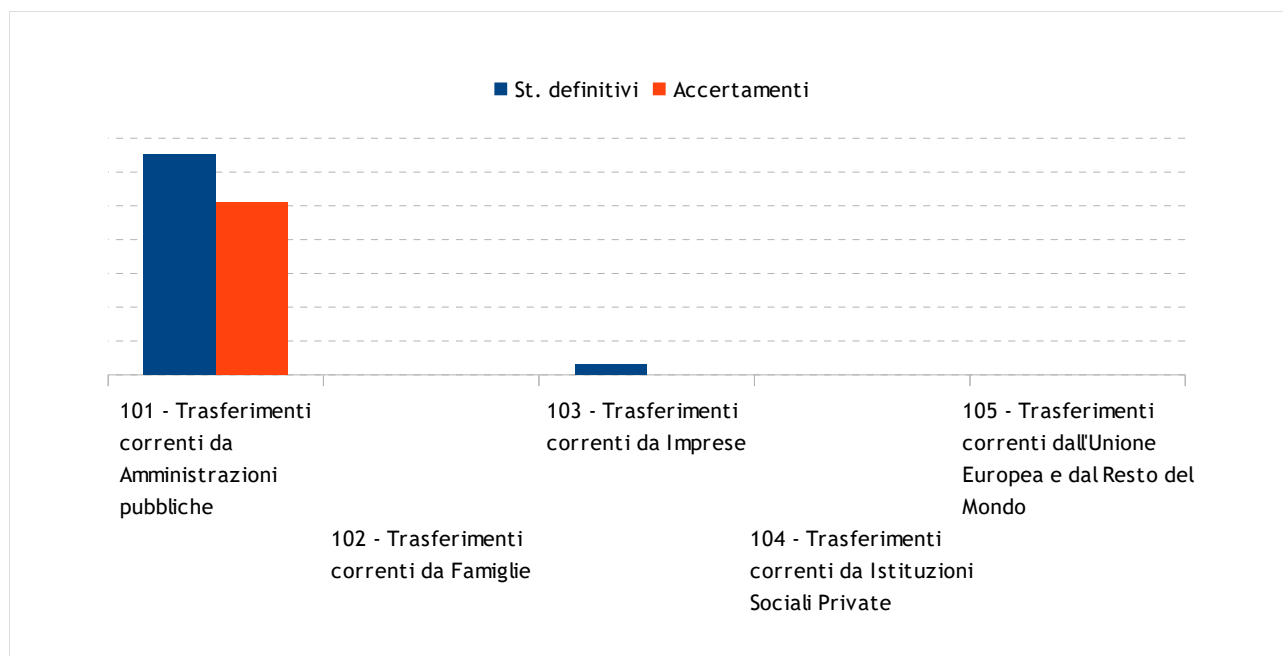 St. definitivi Accertamenti
101 - Trasferimenti
correnti da
Amministrazioni
pubbliche
102 - Trasferimenti
correnti da Famiglie
103 - Trasferimenti
correnti da Imprese
104 - Trasferimenti
correnti da Istituzioni
Sociali Private
105 - Trasferimenti
correnti dall'Unione
Europea e dal Resto del
Mondo